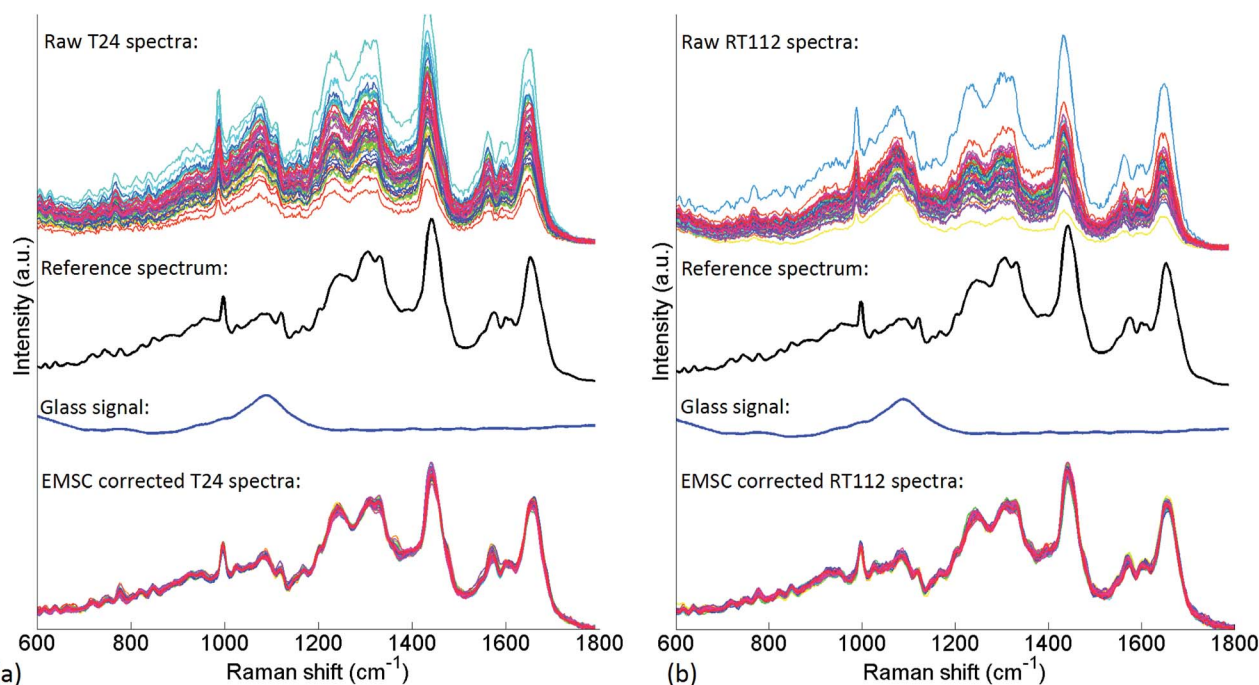 Raw T24 spectra:
Reference spectrum:
Glass signal:
EMSC corrected T24 spectra:
Intensity (a.u.)
600 800 1000 1200 1400 1600 1800
Raman shift (cm⁻¹)
a)
Raw RT112 spectra:
Reference spectrum:
Glass signal:
EMSC corrected RT112 spectra:
Intensity (a.u.)
600 800 1000 1200 1400 1600 1800
Raman shift (cm⁻¹)
(b)